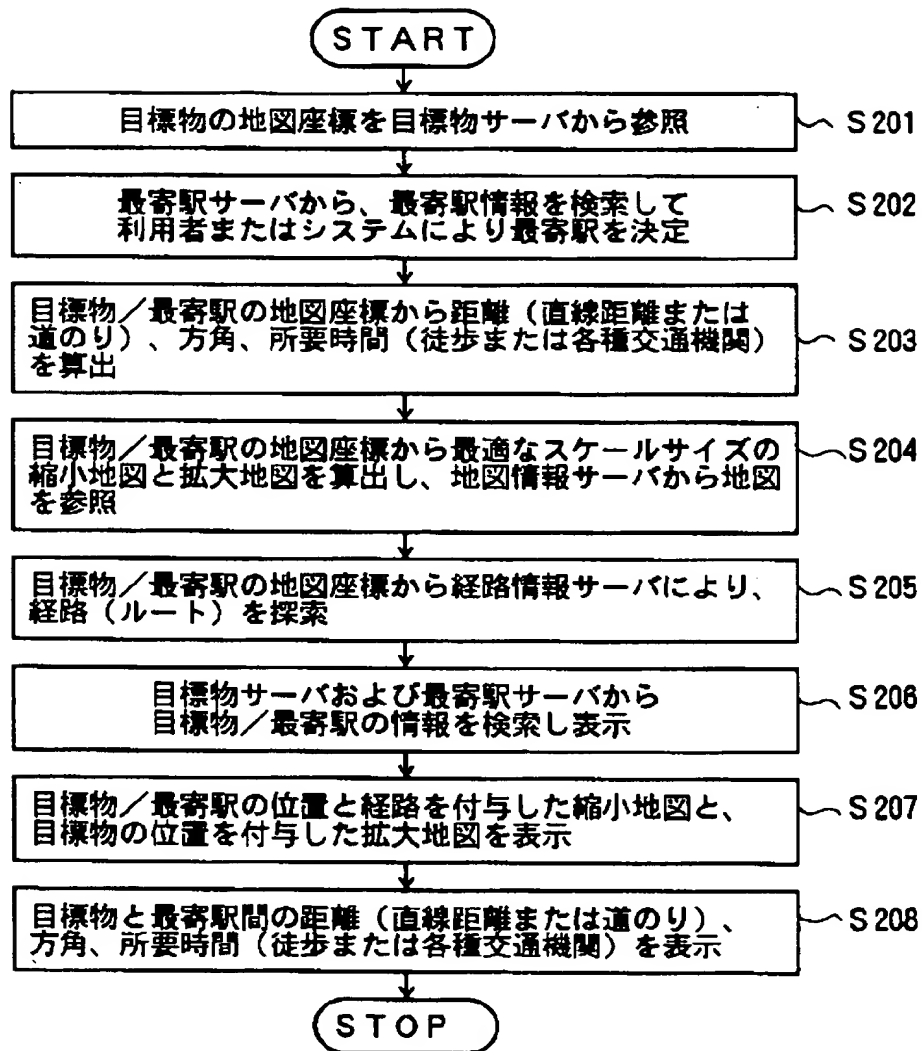 START
目標物の地図座標を目標物サーバから参照
S201
最寄駅サーバから、最寄駅情報を検索して
利用者またはシステムにより最寄駅を決定
S202
目標物／最寄駅の地図座標から距離（直線距離または
道のり）、方角、所要時間（徒歩または各種交通機関）
を算出
S203
目標物／最寄駅の地図座標から最適なスケールサイズの
縮小地図と拡大地図を算出し、地図情報サーバから地図
を参照
S204
目標物／最寄駅の地図座標から経路情報サーバにより、
経路（ルート）を探索
S205
目標物サーバおよび最寄駅サーバから
目標物／最寄駅の情報を検索し表示
S206
目標物／最寄駅の位置と経路を付与した縮小地図と、
目標物の位置を付与した拡大地図を表示
S207
目標物と最寄駅間の距離（直線距離または道のり）、
方角、所要時間（徒歩または各種交通機関）を表示
S208
STOP